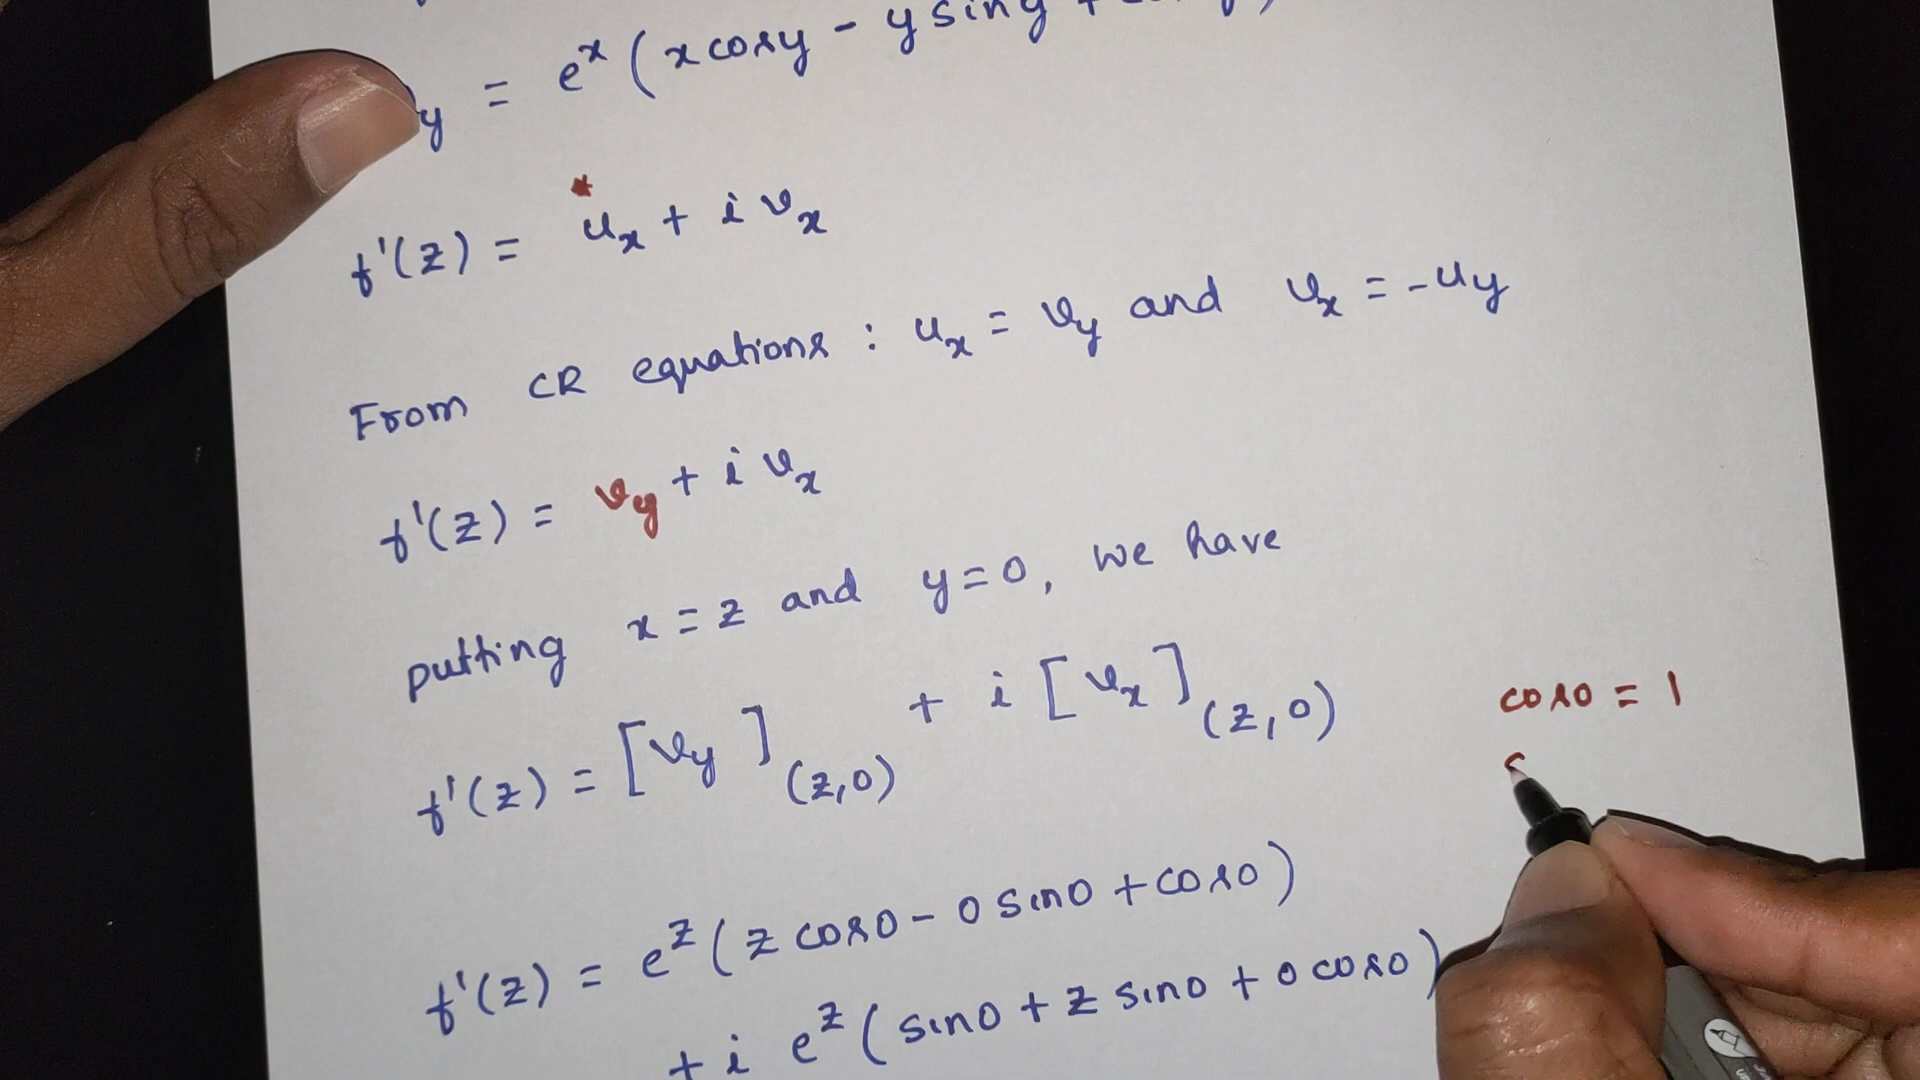 y = e^x (x cosy - y siny +
f'(z) = u_x + i v_x
From CR equations : u_x = v_y and v_x = -u_y
f'(z) = v_y + i v_x
putting x = z and y = 0, we have
f'(z) = [v_y]_(z,0) + i [v_x]_(z,0)
cos0 = 1
f'(z) = e^z (z cos0 - 0 sin0 + cos0)
+ i e^z (sin0 + z sin0 + 0 cos0)